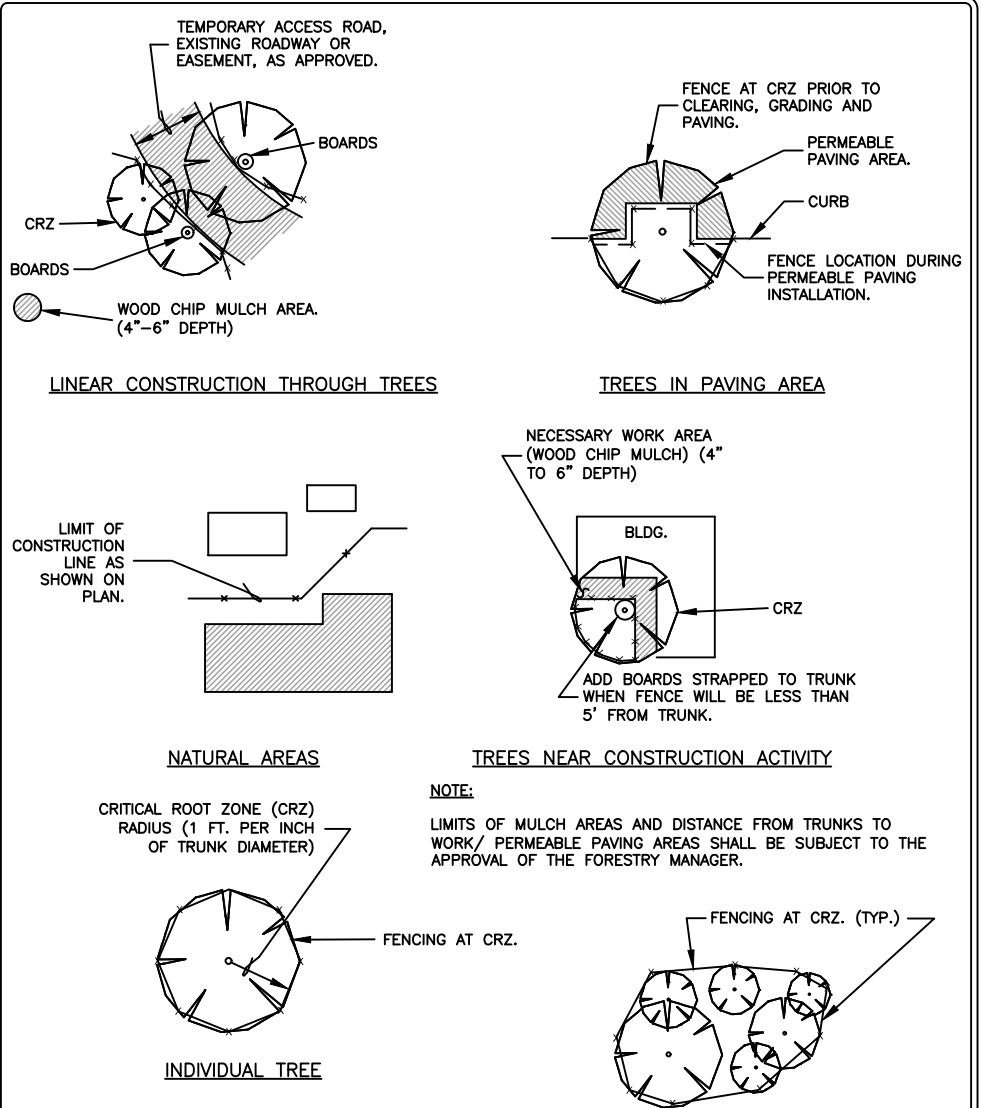 TEMPORARY ACCESS ROAD,
EXISTING ROADWAY OR
EASEMENT, AS APPROVED.
BOARDS
CRZ
BOARDS
WOOD CHIP MULCH AREA.
(4"–6" DEPTH)
LINEAR CONSTRUCTION THROUGH TREES
FENCE AT CRZ PRIOR TO
CLEARING, GRADING AND
PAVING.
PERMEABLE
PAVING AREA.
CURB
FENCE LOCATION DURING
PERMEABLE PAVING
INSTALLATION.
TREES IN PAVING AREA
LIMIT OF
CONSTRUCTION
LINE AS
SHOWN ON
PLAN.
NATURAL AREAS
NECESSARY WORK AREA
(WOOD CHIP MULCH) (4"
TO 6" DEPTH)
BLDG.
CRZ
ADD BOARDS STRAPPED TO TRUNK
WHEN FENCE WILL BE LESS THAN
5' FROM TRUNK.
TREES NEAR CONSTRUCTION ACTIVITY
NOTE:
LIMITS OF MULCH AREAS AND DISTANCE FROM TRUNKS TO
WORK/ PERMEABLE PAVING AREAS SHALL BE SUBJECT TO THE
APPROVAL OF THE FORESTRY MANAGER.
CRITICAL ROOT ZONE (CRZ)
RADIUS (1 FT. PER INCH
OF TRUNK DIAMETER)
FENCING AT CRZ.
INDIVIDUAL TREE
FENCING AT CRZ. (TYP.)